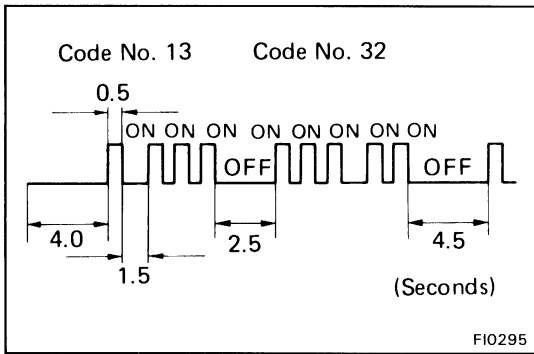 Code No. 13 Code No. 32
0.5
ON ON ON ON ON ON ON ON
OFF OFF
4.0 2.5 4.5
1.5
(Seconds)
FI0295